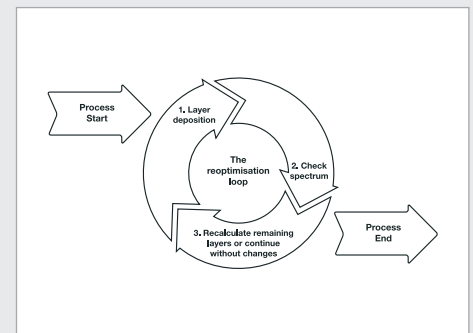 Process
Start
1. Layer
deposition
The
reoptimisation
loop
2. Check
spectrum
3. Recalculate remaining
layers or continue
without changes
Process
End